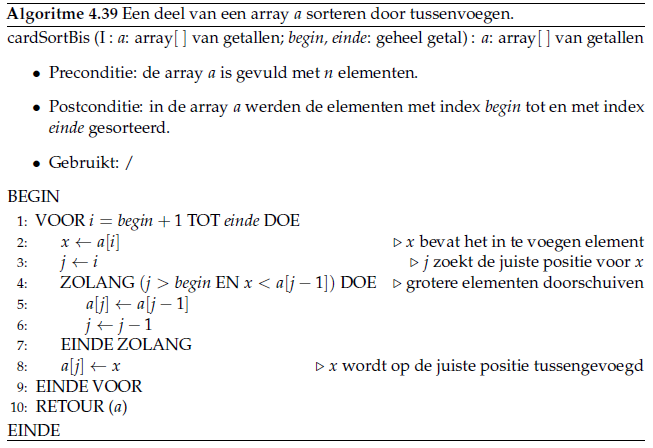 Algoritme 4.39 Een deel van een array a sorteren door tussenvoegen.
cardSortBis (I : a: array[ ] van getallen; begin, einde: geheel getal) : a: array[ ] van getallen
• Preconditie: de array a is gevuld met n elementen.
• Postconditie: in de array a werden de elementen met index begin tot en met index
einde gesorteerd.
• Gebruikt: /
BEGIN
1: VOOR i = begin + 1 TOT einde DOE
2: x ← a[i] ▷ x bevat het in te voegen element
3: j ← i ▷ j zoekt de juiste positie voor x
4: ZOLANG (j > begin EN x < a[j − 1]) DOE ▷ grotere elementen doorschuiven
5: a[j] ← a[j − 1]
6: j ← j − 1
7: EINDE ZOLANG
8: a[j] ← x ▷ x wordt op de juiste positie tussengevoegd
9: EINDE VOOR
10: RETOUR (a)
EINDE